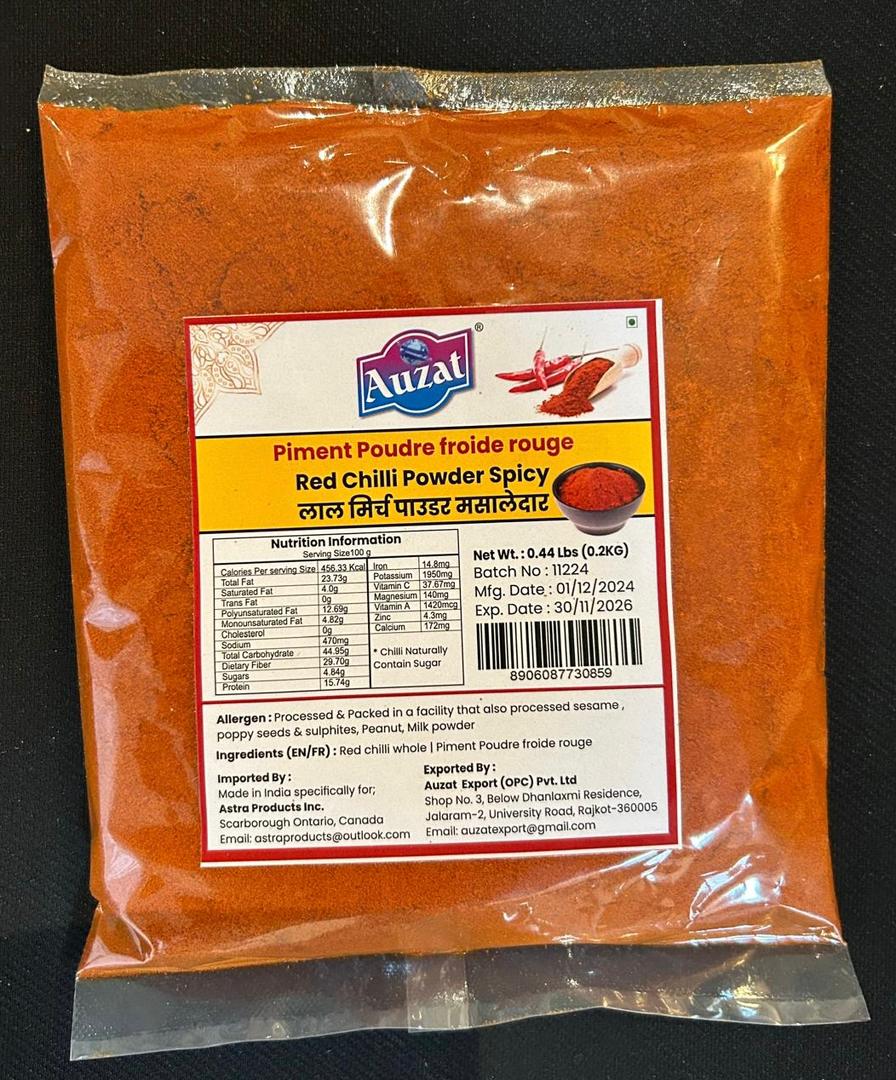 Auzat ®
Piment Poudre froide rouge
Red Chilli Powder Spicy
लाल मिर्च पाउडर मसालेदार
Nutrition Information
Serving Size100 g
Calories Per serving Size 456.33 Kcal
Total Fat 23.73g
Saturated Fat 4.0g
Trans Fat 0g
Polyunsaturated Fat 12.69g
Monounsaturated Fat 4.82g
Cholesterol 0g
Sodium 470mg
Total Carbohydrate 44.95g
Dietary Fiber 29.70g
Sugars 4.84g
Protein 15.74g
Iron 14.8mg
Potassium 1950mg
Vitamin C 37.67mg
Magnesium 140mg
Vitamin A 1420mcg
Zinc 4.3mg
Calcium 172mg
* Chilli Naturally
Contain Sugar
Net Wt. : 0.44 Lbs (0.2KG)
Batch No : 11224
Mfg. Date : 01/12/2024
Exp. Date : 30/11/2026
8906087730859
Allergen : Processed & Packed in a facility that also processed sesame ,
poppy seeds & sulphites, Peanut, Milk powder
Ingredients (EN/FR) : Red chilli whole | Piment Poudre froide rouge
Imported By :
Made in India specifically for;
Astra Products Inc.
Scarborough Ontario, Canada
Email: astraproducts@outlook.com
Exported By :
Auzat Export (OPC) Pvt. Ltd
Shop No. 3, Below Dhanlaxmi Residence,
Jalaram-2, University Road, Rajkot-360005
Email: auzatexport@gmail.com